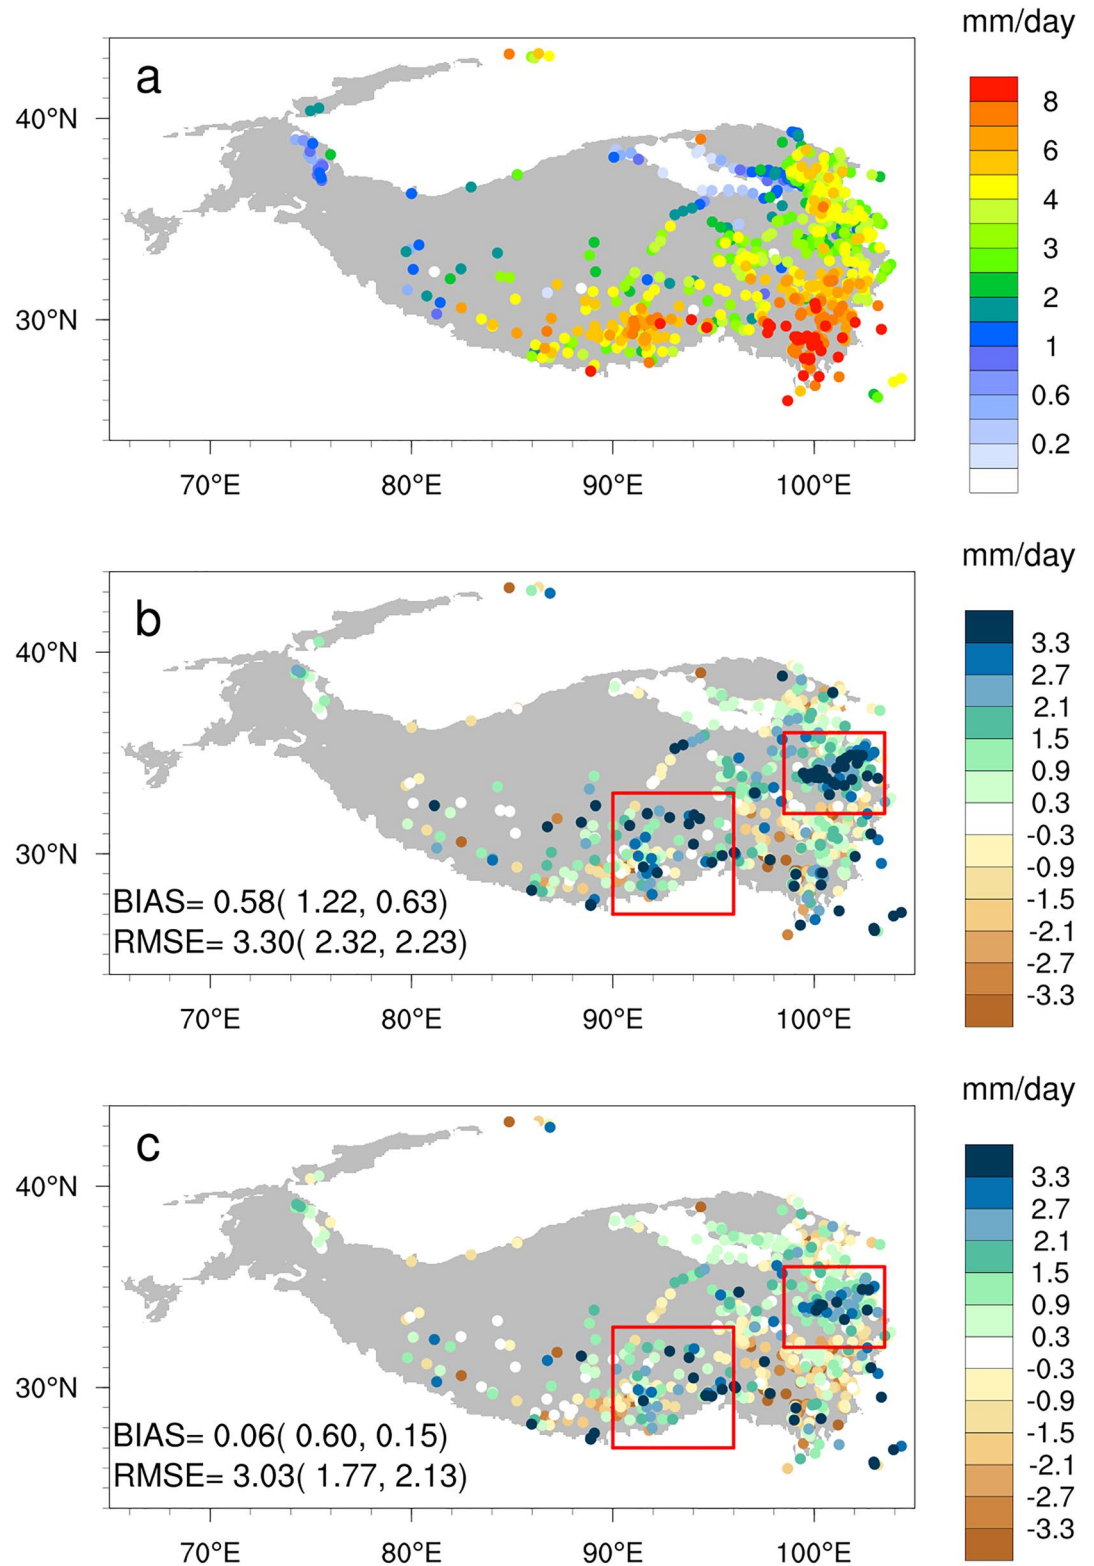 mm/day
a
40°N
30°N
70°E
80°E
90°E
100°E
8
6
4
3
2
1
0.6
0.2
mm/day
b
40°N
30°N
BIAS= 0.58( 1.22, 0.63)
RMSE= 3.30( 2.32, 2.23)
70°E
80°E
90°E
100°E
3.3
2.7
2.1
1.5
0.9
0.3
-0.3
-0.9
-1.5
-2.1
-2.7
-3.3
mm/day
c
40°N
30°N
BIAS= 0.06( 0.60, 0.15)
RMSE= 3.03( 1.77, 2.13)
70°E
80°E
90°E
100°E
3.3
2.7
2.1
1.5
0.9
0.3
-0.3
-0.9
-1.5
-2.1
-2.7
-3.3